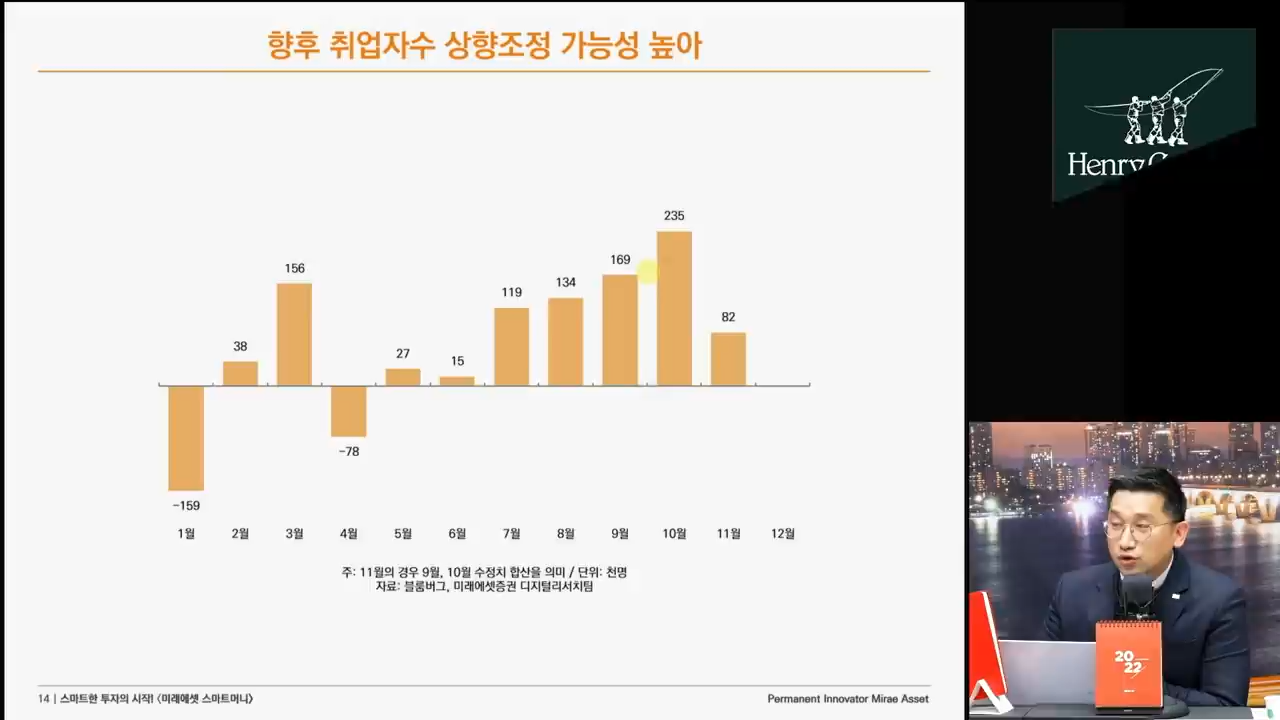 향후 취업자수 상향조정 가능성 높아
235
169
156
134
119
82
38
27
15
-78
-159
1월 2월 3월 4월 5월 6월 7월 8월 9월 10월 11월 12월
주: 11월의 경우 9월, 10월 수정치 합산을 의미 / 단위: 천명
자료: 블룸버그, 미래에셋증권 디지털리서치팀
14 | 스마트한 투자의 시작! 〈미래에셋 스마트머니〉
Permanent Innovator Mirae Asset
Henry
20
22